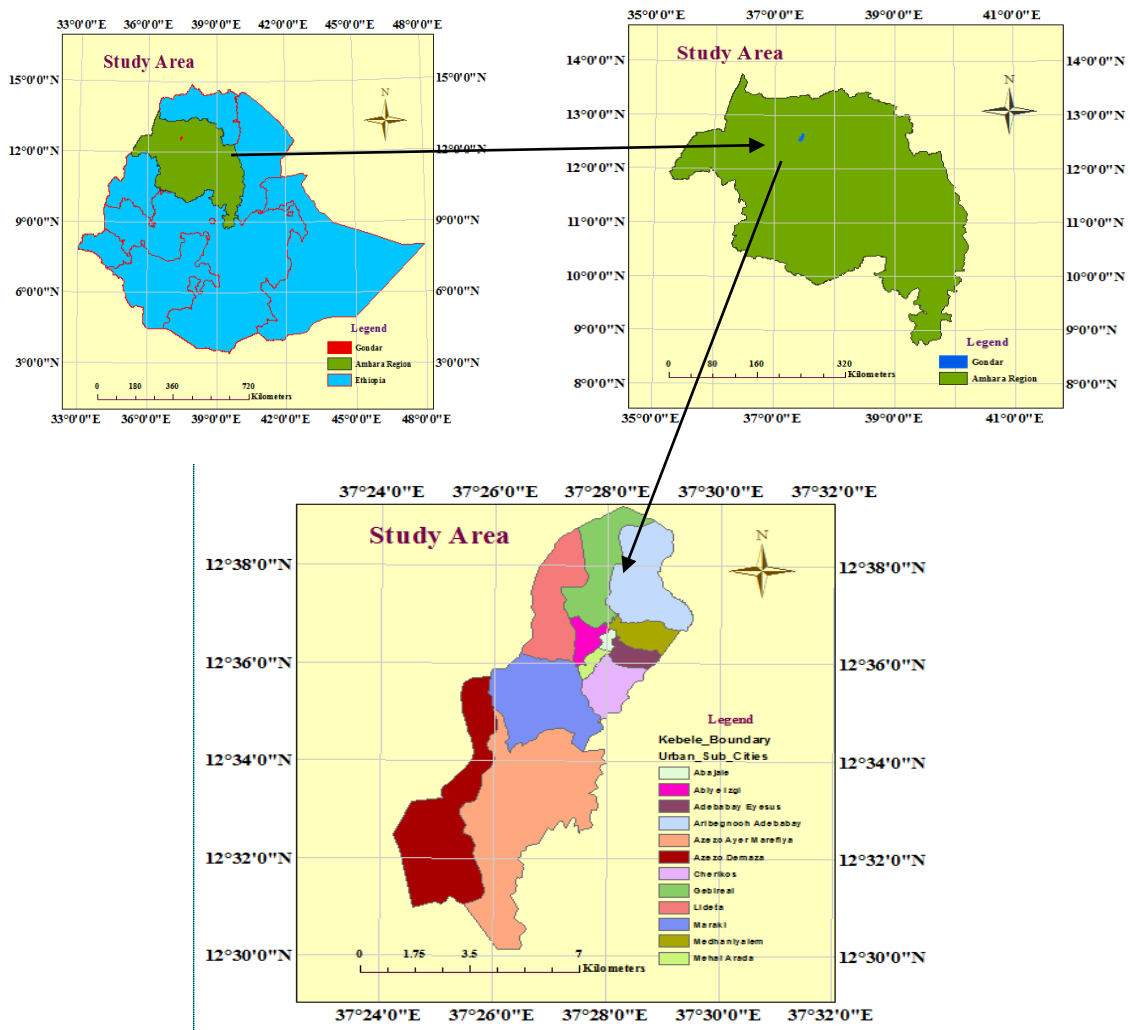 33°0'0"E 36°0'0"E 39°0'0"E 42°0'0"E 45°0'0"E 48°0'0"E
Study Area
N
15°0'0"N 15°0'0"N
12°0'0"N 12°0'0"N
9°0'0"N 9°0'0"N
6°0'0"N 6°0'0"N
3°0'0"N 3°0'0"N
Legend
Gondar
Amhara Region
Ethiopia
0 180 360 720
Kilometers
33°0'0"E 36°0'0"E 39°0'0"E 42°0'0"E 45°0'0"E 48°0'0"E
35°0'0"E 37°0'0"E 39°0'0"E 41°0'0"E
Study Area
N
14°0'0"N 14°0'0"N
13°0'0"N 13°0'0"N
12°0'0"N 12°0'0"N
11°0'0"N 11°0'0"N
10°0'0"N 10°0'0"N
9°0'0"N 9°0'0"N
8°0'0"N 8°0'0"N
Legend
Gondar
Amhara Region
0 80 160 320
Kilometers
35°0'0"E 37°0'0"E 39°0'0"E 41°0'0"E
37°24'0"E 37°26'0"E 37°28'0"E 37°30'0"E 37°32'0"E
Study Area
N
12°38'0"N 12°38'0"N
12°36'0"N 12°36'0"N
12°34'0"N 12°34'0"N
12°32'0"N 12°32'0"N
12°30'0"N 12°30'0"N
Legend
Kebele_Boundary
Urban_Sub_Cities
Abajale
Abiye Izgi
Adebabay Eyesus
Aribegnoch Adebabay
Azezo Ayer Marefiya
Azezo Demaza
Cherikos
Gebireal
Lideta
Maraki
Medhaniyalem
Mehal Arada
0 1.75 3.5 7
Kilometers
37°24'0"E 37°26'0"E 37°28'0"E 37°30'0"E 37°32'0"E